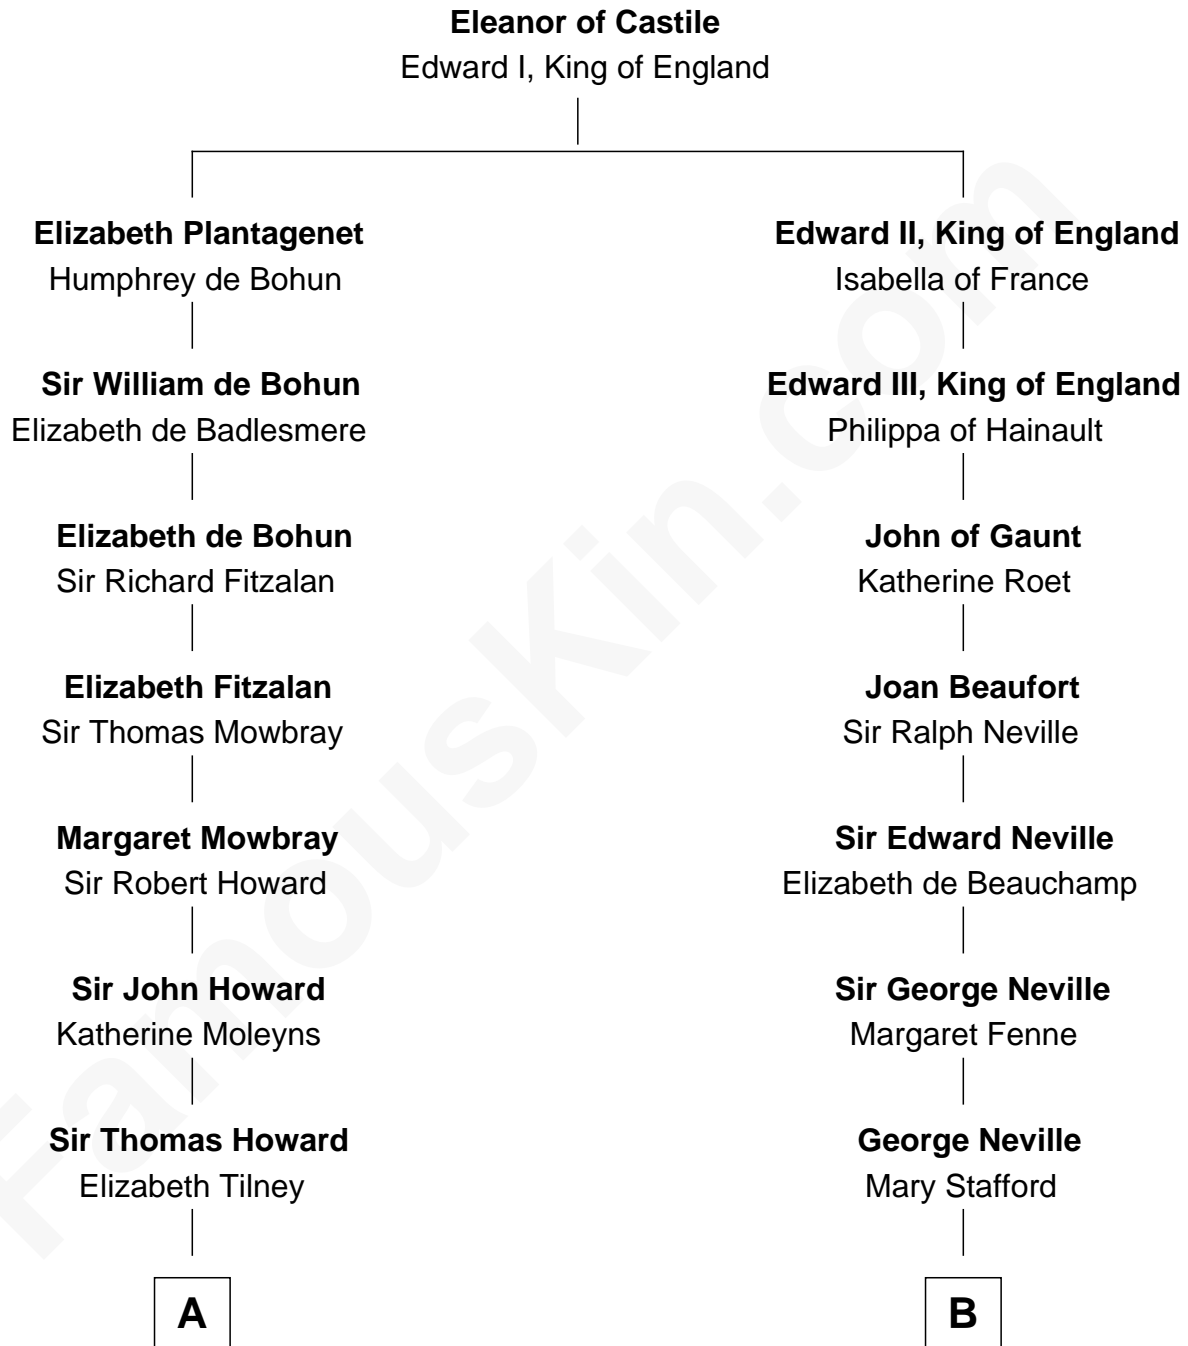 Eleanor of Castile
Edward I, King of England
Elizabeth Plantagenet
Humphrey de Bohun
Edward II, King of England
Isabella of France
Sir William de Bohun
Elizabeth de Badlesmere
Edward III, King of England
Philippa of Hainault
Elizabeth de Bohun
Sir Richard Fitzalan
John of Gaunt
Katherine Roet
Elizabeth Fitzalan
Sir Thomas Mowbray
Joan Beaufort
Sir Ralph Neville
Margaret Mowbray
Sir Robert Howard
Sir Edward Neville
Elizabeth de Beauchamp
Sir John Howard
Katherine Moleyns
Sir George Neville
Margaret Fenne
Sir Thomas Howard
Elizabeth Tilney
George Neville
Mary Stafford
A
B
FamousKin.com